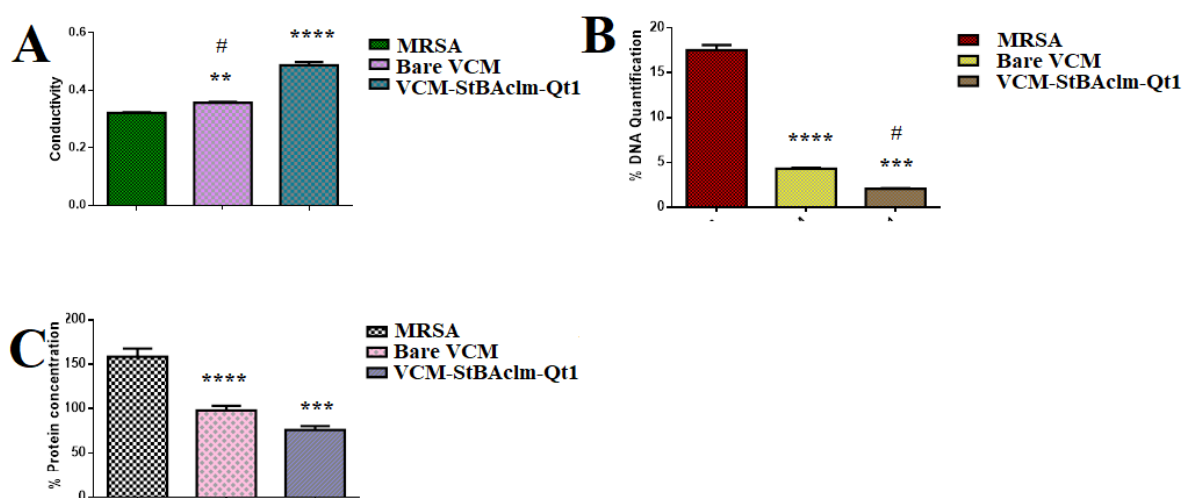 A
Conductivity
0.6
0.4
0.2
0.0
#
**
****
MRSA
Bare VCM
VCM-StBAclm-Qt1
B
% DNA Quantification
20
15
10
5
0
****
#
***
MRSA
Bare VCM
VCM-StBAclm-Qt1
C
% Protein concentration
200
150
100
50
0
****
***
MRSA
Bare VCM
VCM-StBAclm-Qt1